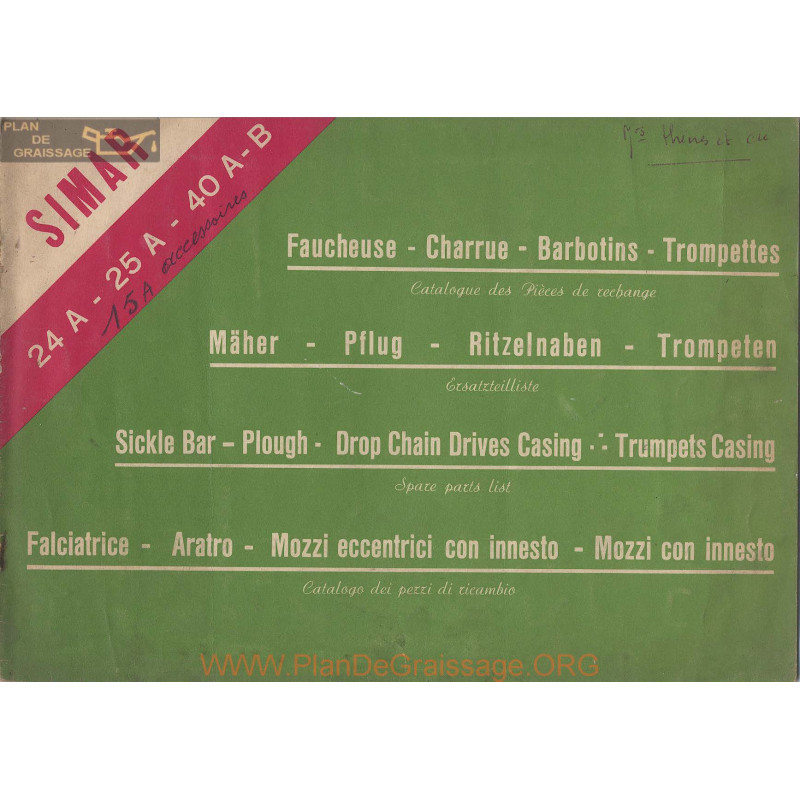 PLAN
DE
GRAISSAGE
SIMAR
24 A - 25 A - 40 A - B
15 A accessoires
Faucheuse - Charrue - Barbotins - Trompettes
Catalogue des Pièces de rechange
Mäher - Pflug - Ritzelnaben - Trompeten
Ersatzteilliste
Sickle Bar – Plough - Drop Chain Drives Casing - Trumpets Casing
Spare parts list
Falciatrice - Aratro - Mozzi eccentrici con innesto - Mozzi con innesto
Catalogo dei pezzi di ricambio
WWW.PlanDeGraissage.ORG